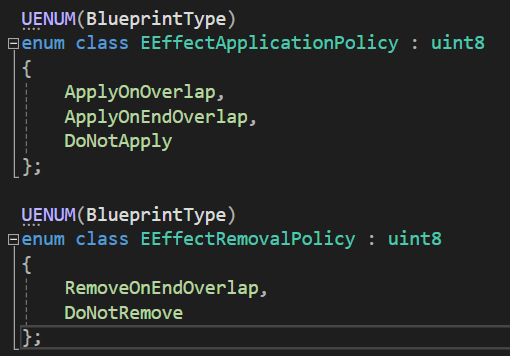 UENUM(BlueprintType)
enum class EEffectApplicationPolicy : uint8
{
ApplyOnOverlap,
ApplyOnEndOverlap,
DoNotApply
};
UENUM(BlueprintType)
enum class EEffectRemovalPolicy : uint8
{
RemoveOnEndOverlap,
DoNotRemove
};